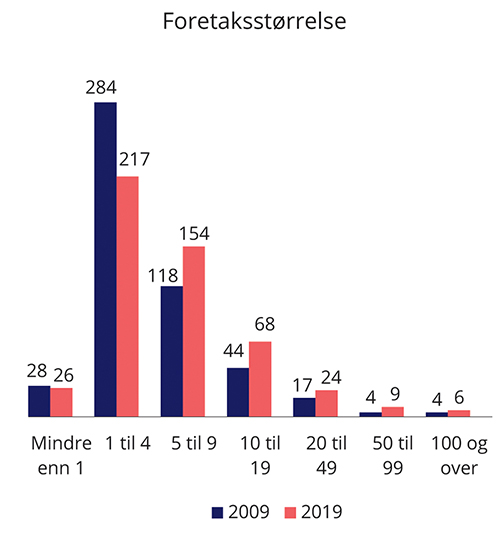 Foretaksstørrelse
284
217
118
154
28
26
44
68
17
24
4
9
4
6
Mindre enn 1
1 til 4
5 til 9
10 til 19
20 til 49
50 til 99
100 og over
2009
2019